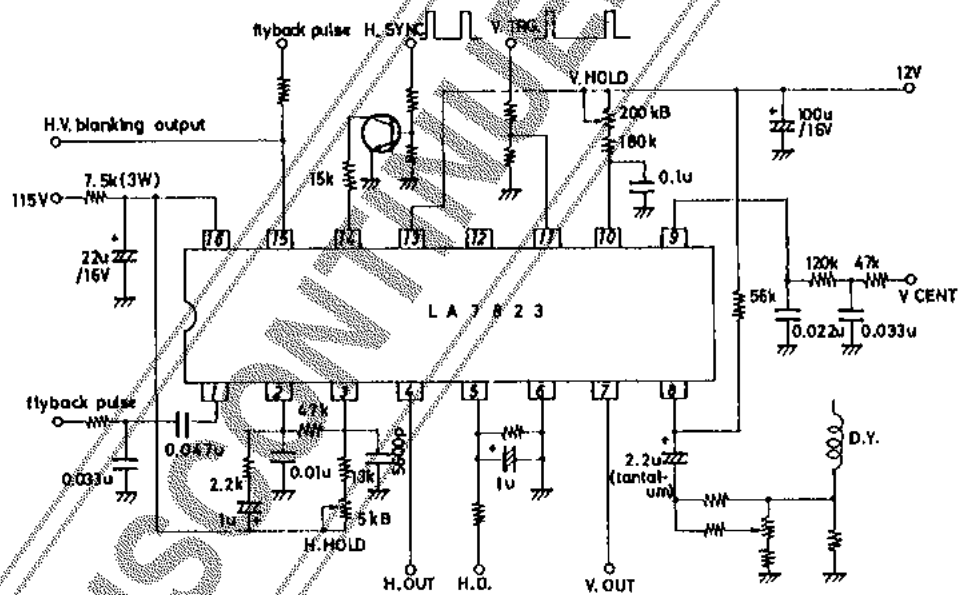 flyback pulse
H. SYNC
V. TRG.
V. HOLD
12V
H.V. blanking output
200 kB
180k
100u
/16V
15k
0.1u
7.5k (3W)
115V
22u
/16V
16
15
14
13
12
11
10
9
120k
47k
V CENT
0.022u
0.033u
56k
LA7823
1
2
3
4
5
6
7
8
flyback pulse
0.047u
0.033u
47k
2.2k
0.01u
13k
5600p
1u
5kB
H. HOLD
1u
2.2u
(tantal-
um)
D.Y.
H. OUT
H.D.
V. OUT
DISCONTINUED